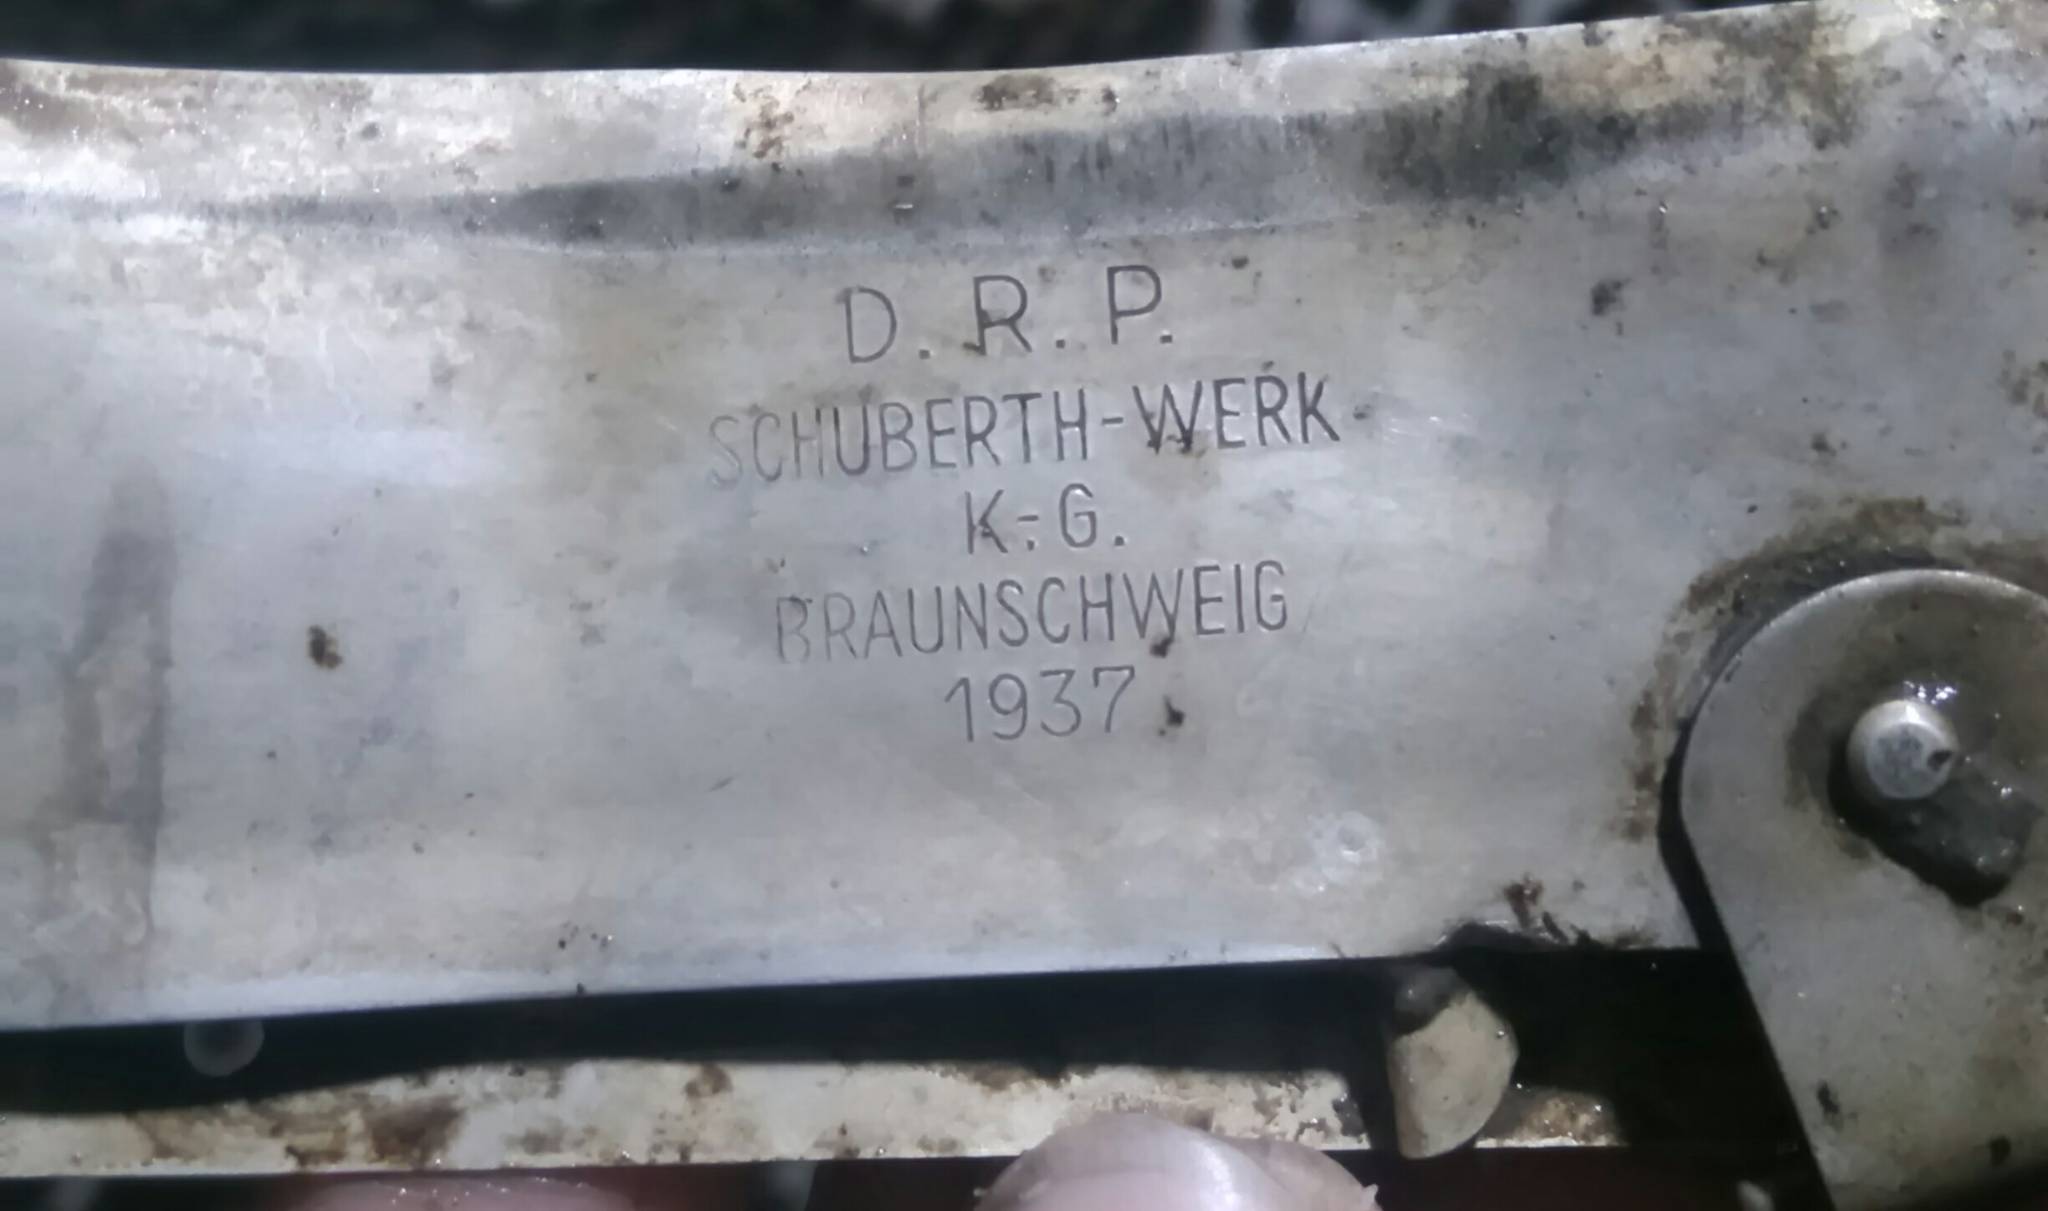 D.R.P.
SCHUBERTH-WERK
K.-G.
BRAUNSCHWEIG
1937